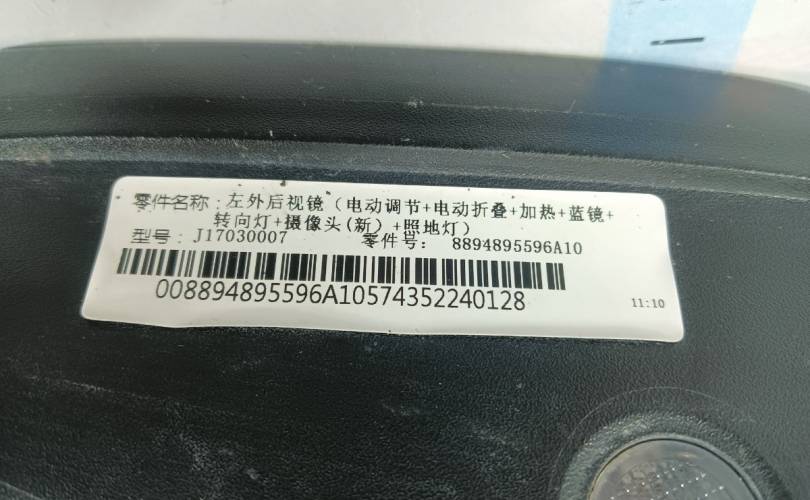 零件名称：左外后视镜（电动调节+电动折叠+加热+蓝镜+
转向灯+摄像头(新）+照地灯）
型号：J17030007 零件号： 8894895596A10
008894895596A10574352240128
11:10